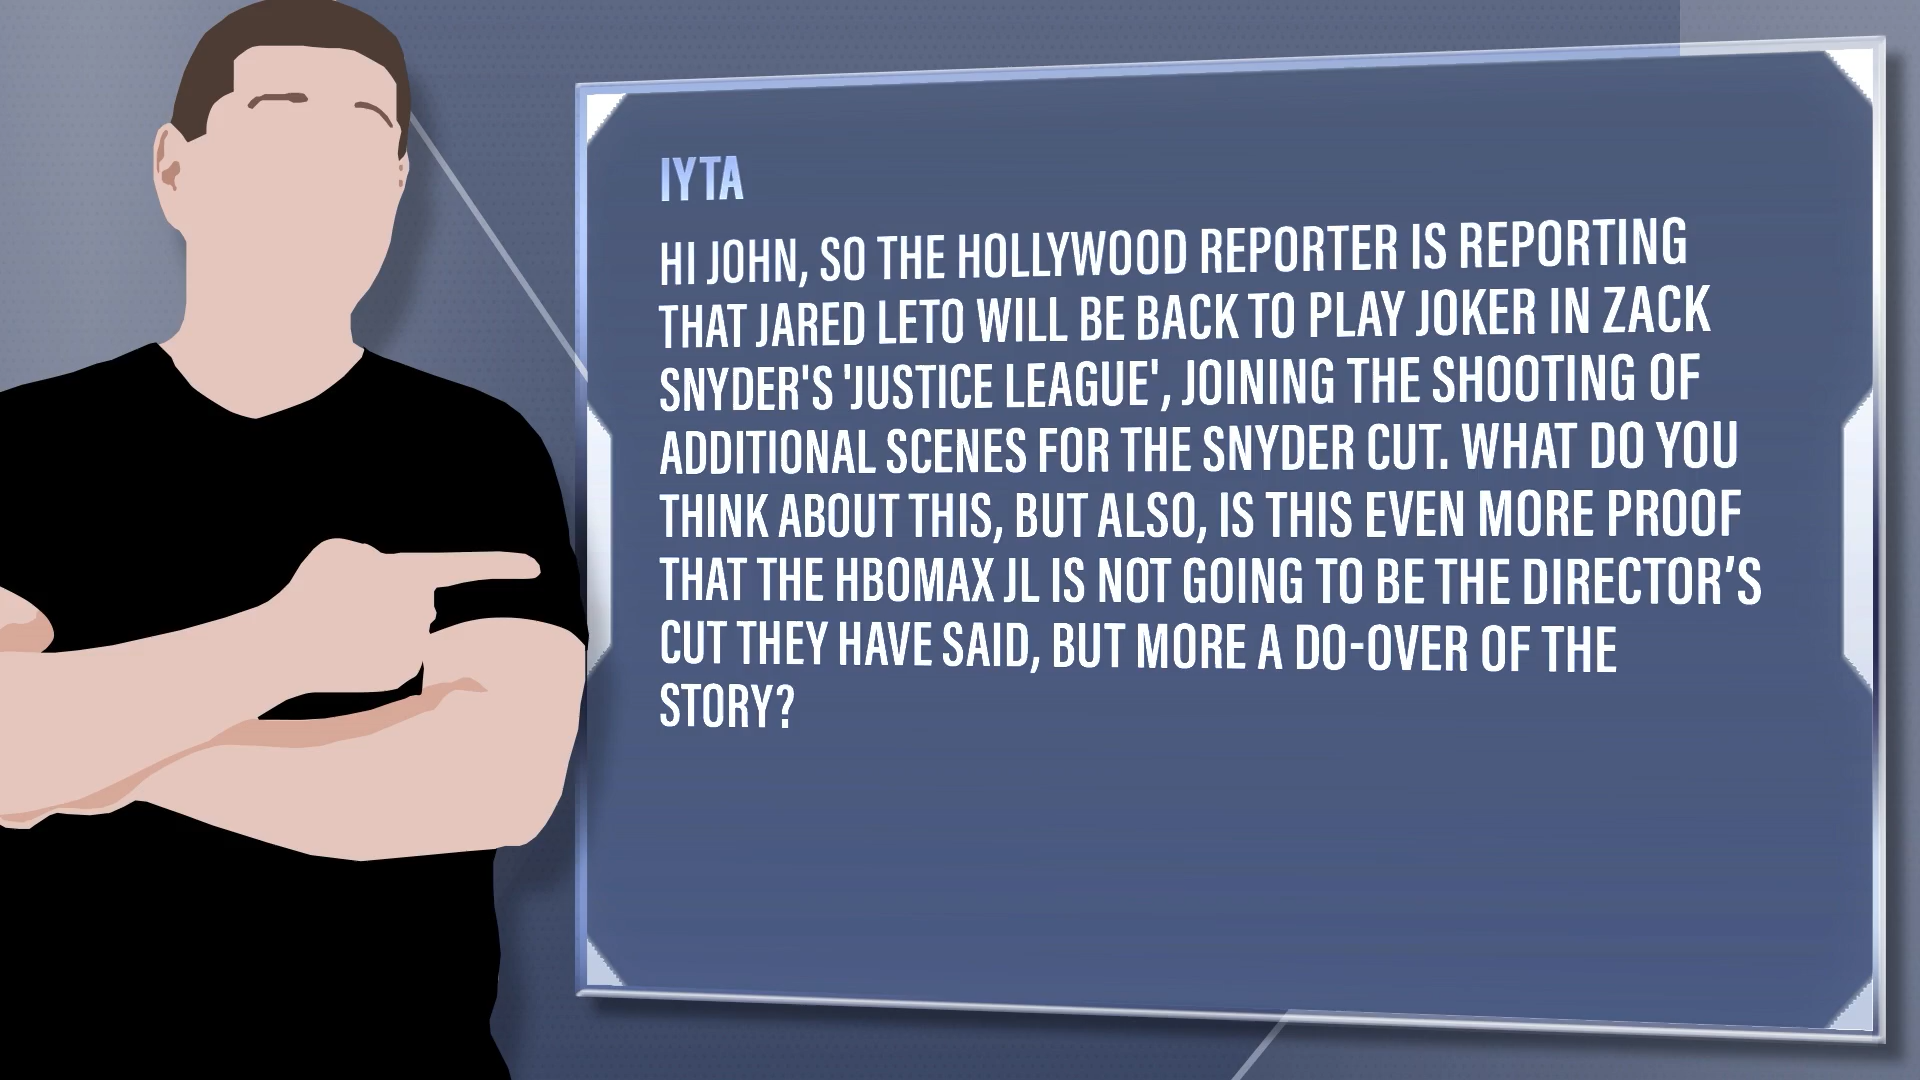 IYTA
HI JOHN, SO THE HOLLYWOOD REPORTER IS REPORTING
THAT JARED LETO WILL BE BACK TO PLAY JOKER IN ZACK
SNYDER'S 'JUSTICE LEAGUE', JOINING THE SHOOTING OF
ADDITIONAL SCENES FOR THE SNYDER CUT. WHAT DO YOU
THINK ABOUT THIS, BUT ALSO, IS THIS EVEN MORE PROOF
THAT THE HBOMAX JL IS NOT GOING TO BE THE DIRECTOR’S
CUT THEY HAVE SAID, BUT MORE A DO-OVER OF THE
STORY?